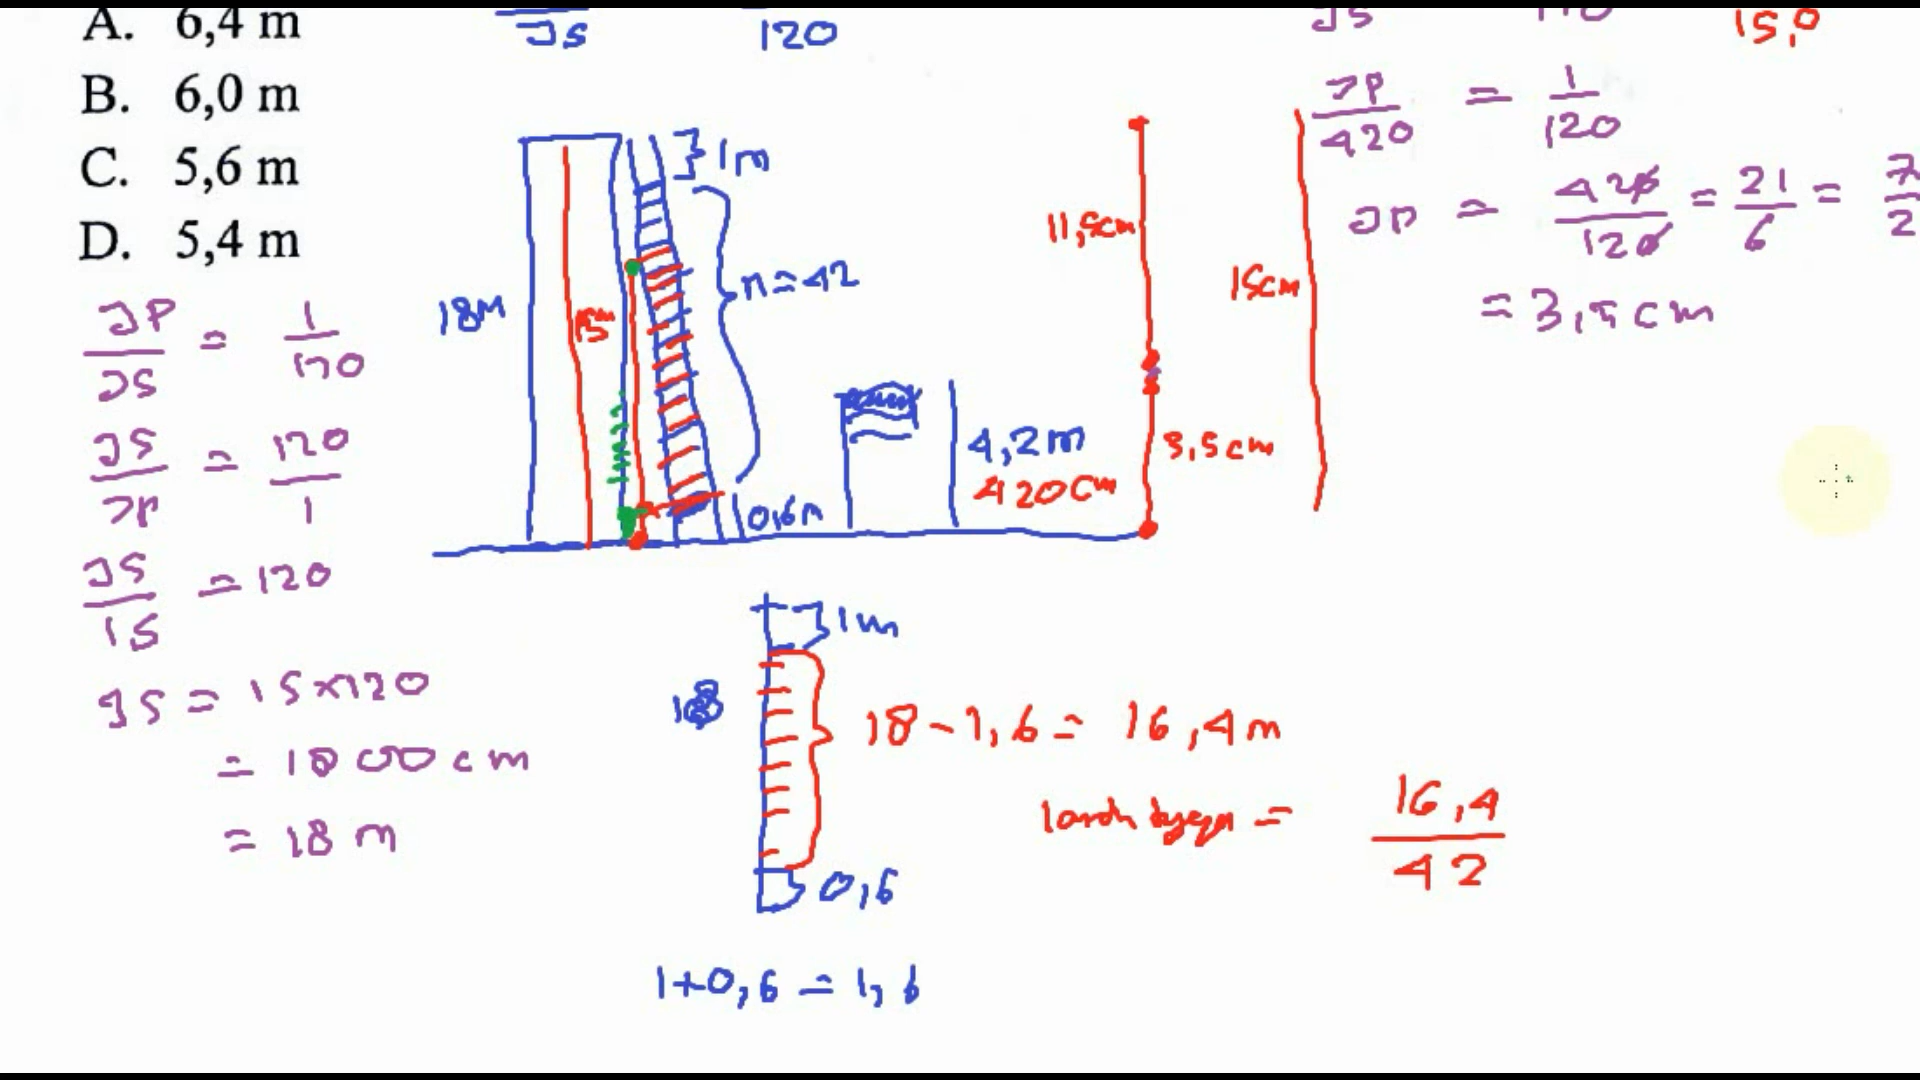 A. 6,4 m
B. 6,0 m
C. 5,6 m
D. 5,4 m
JS
120
JS
15,0
JP/420 = 1/120
JP = 420/120 = 21/6 = 7/2
= 3,5 cm
JP/JS = 1/120
JS/JP = 120/1
JS/15 = 120
JS = 15×120
= 1800 cm
= 18 m
18M
15m
1m
n=42
0,6m
4,2m
420cm
11,5cm
3,5cm
15cm
1m
18
18-1,6 = 16,4 m
0,6
= 16,4/42
1+0,6 = 1,6